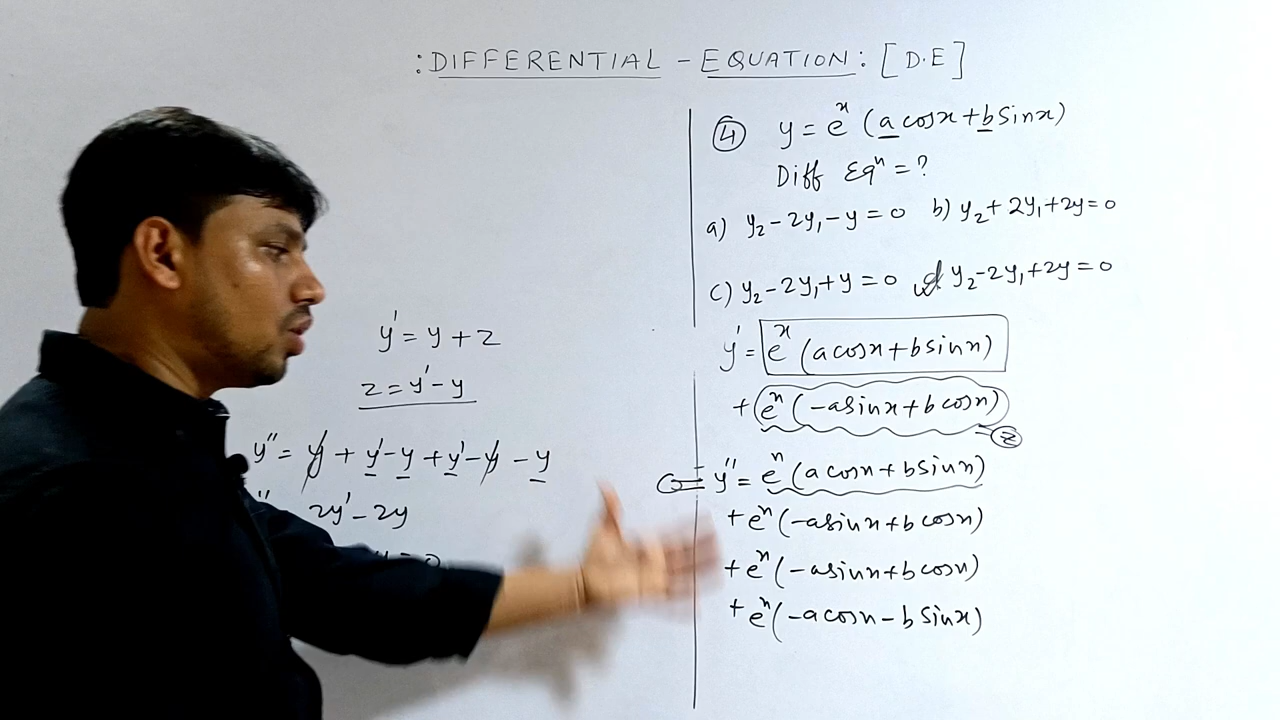 : DIFFERENTIAL - EQUATION : [D.E]
④ y = eˣ (a cosx + b sinx)
Diff Eqⁿ = ?
a) y₂ - 2y₁ - y = 0 b) y₂ + 2y₁ + 2y = 0
c) y₂ - 2y₁ + y = 0 d) y₂ - 2y₁ + 2y = 0
y' = eˣ (a cosx + b sinx)
+ eˣ (-a sinx + b cosx)
z
y'' = eˣ (a cosx + b sinx)
+ eˣ (-a sinx + b cosx)
+ eˣ (-a sinx + b cosx)
+ eˣ (-a cosx - b sinx)
y' = y + z
z = y' - y
y'' = y + y' - y + y' - y - y
2y' - 2y
= 0